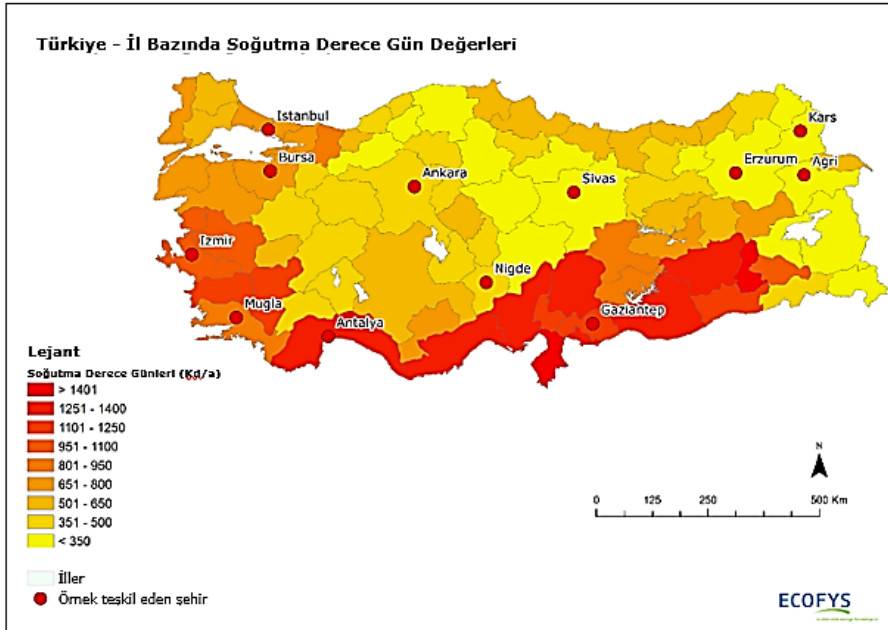 Türkiye - İl Bazında Soğutma Derece Gün Değerleri
Istanbul
Kars
Bursa
Erzurum
Agri
Ankara
Sivas
Izmir
Nigde
Mugla
Antalya
Gaziantep
Lejant
Soğutma Derece Günleri (Kd/a)
> 1401
1251 - 1400
1101 - 1250
951 - 1100
801 - 950
651 - 800
501 - 650
351 - 500
< 350
İller
Örnek teşkil eden şehir
N
0 125 250 500 Km
ECOFYS